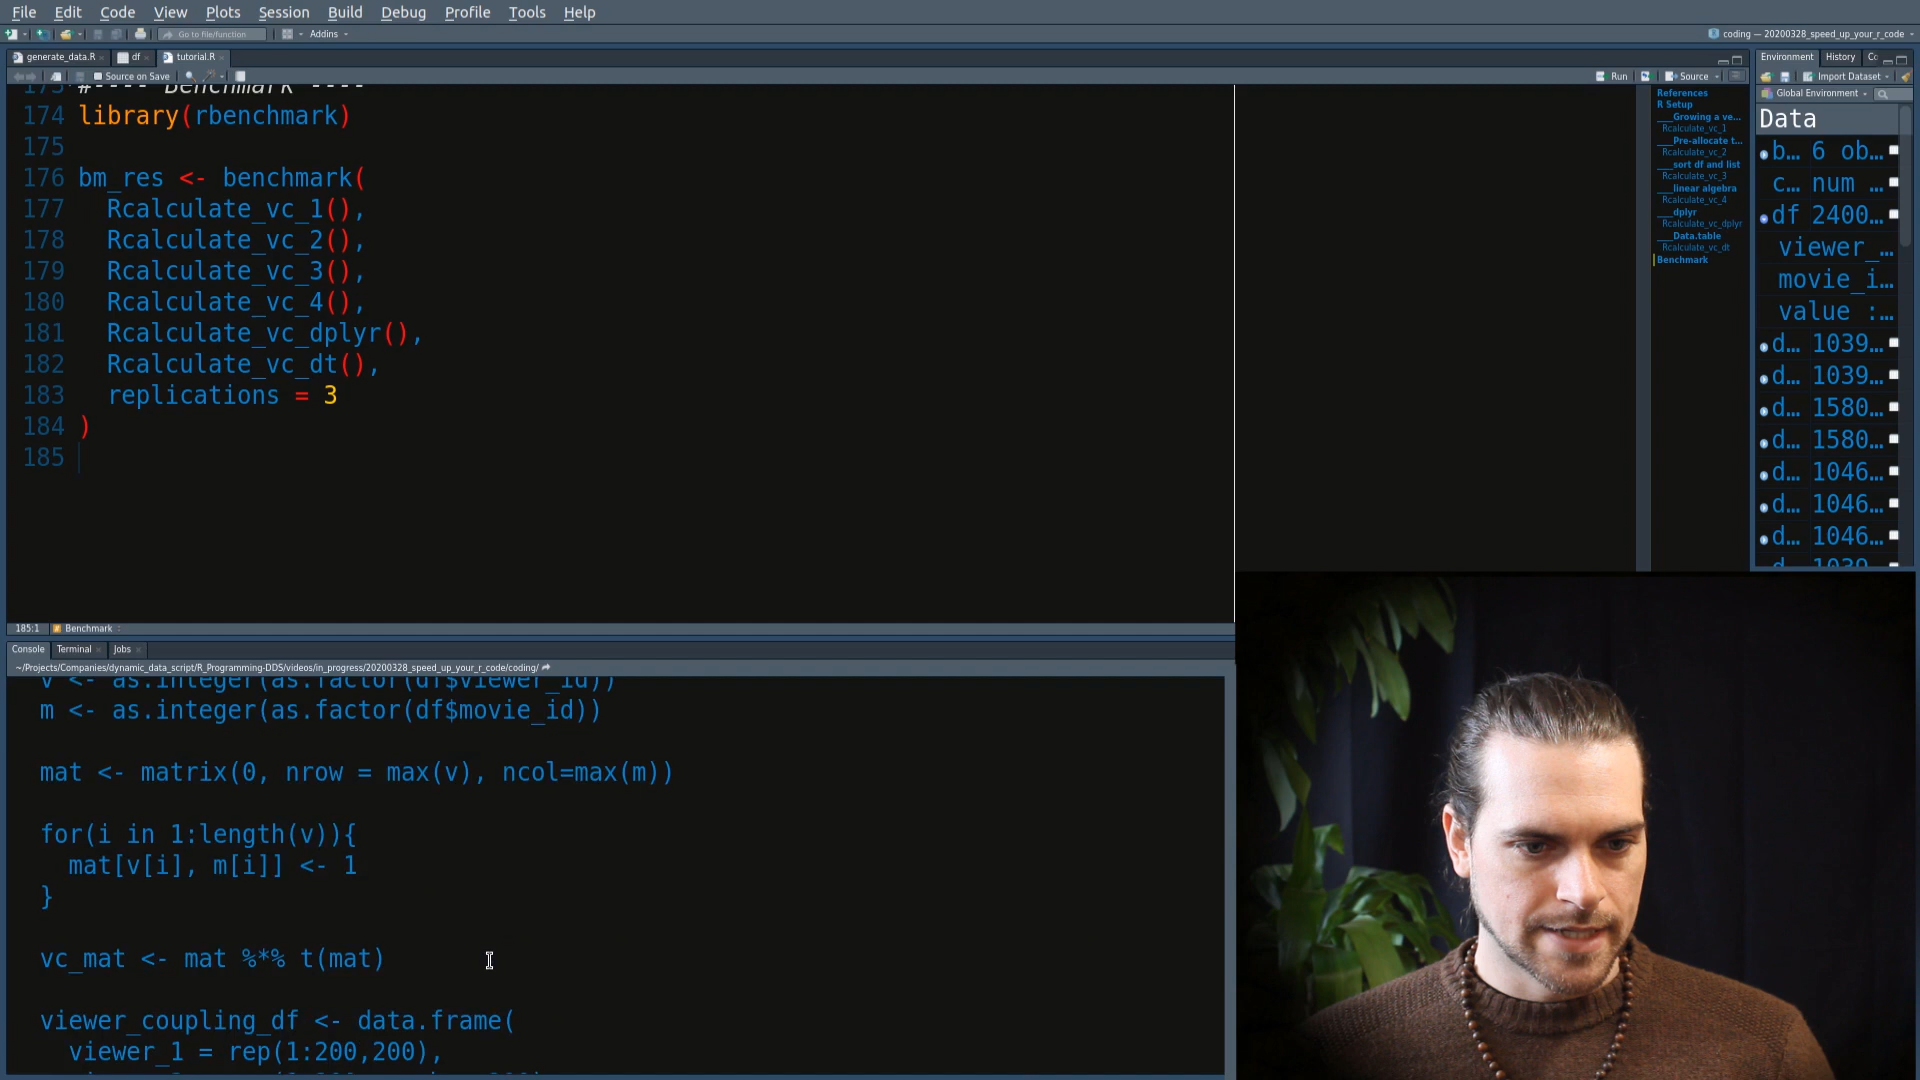 File Edit Code View Plots Session Build Debug Profile Tools Help
Go to file/function Addins
coding — 20200328_speed_up_your_r_code
generate_data.R df tutorial.R
Source on Save Run Source
173 #---- Benchmark ----
174 library(rbenchmark)
175
176 bm_res <- benchmark(
177 Rcalculate_vc_1(),
178 Rcalculate_vc_2(),
179 Rcalculate_vc_3(),
180 Rcalculate_vc_4(),
181 Rcalculate_vc_dplyr(),
182 Rcalculate_vc_dt(),
183 replications = 3
184 )
185
185:1 Benchmark :
References
R Setup
___Growing a ve...
Rcalculate_vc_1
___Pre-allocate t...
Rcalculate_vc_2
___sort df and list
Rcalculate_vc_3
___linear algebra
Rcalculate_vc_4
___dplyr
Rcalculate_vc_dplyr
___Data.table
Rcalculate_vc_dt
Benchmark
Environment History
Import Dataset
Global Environment
Data
b... 6 ob...
c... num ...
df 2400...
viewer_...
movie_i...
value :...
d... 1039...
d... 1039...
d... 1580...
d... 1580...
d... 1046...
d... 1046...
d... 1046...
d... 1039...
Console Terminal Jobs
~/Projects/Companies/dynamic_data_script/R_Programming-DDS/videos/in_progress/20200328_speed_up_your_r_code/coding/
v <- as.integer(as.factor(df$viewer_id))
m <- as.integer(as.factor(df$movie_id))
mat <- matrix(0, nrow = max(v), ncol=max(m))
for(i in 1:length(v)){
mat[v[i], m[i]] <- 1
}
vc_mat <- mat %*% t(mat)
viewer_coupling_df <- data.frame(
viewer_1 = rep(1:200,200),